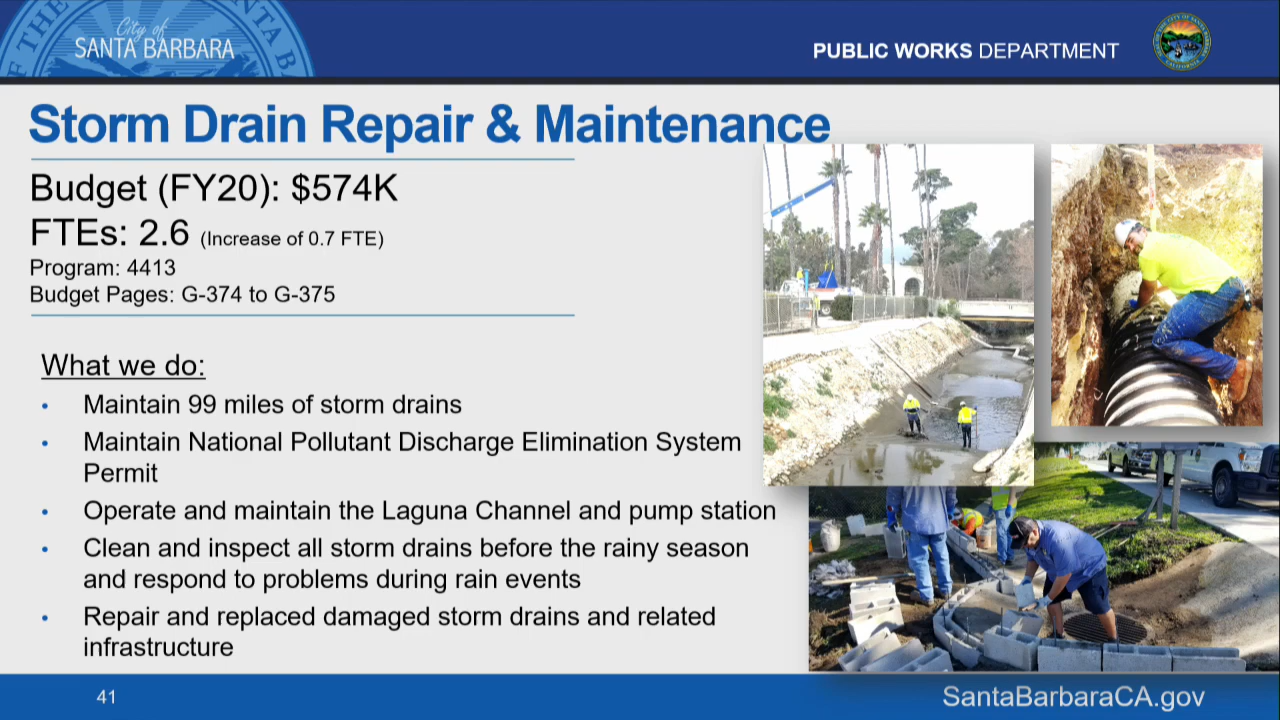 City of
SANTA BARBARA
PUBLIC WORKS DEPARTMENT
Storm Drain Repair & Maintenance
Budget (FY20): $574K
FTEs: 2.6 (Increase of 0.7 FTE)
Program: 4413
Budget Pages: G-374 to G-375
What we do:
• Maintain 99 miles of storm drains
• Maintain National Pollutant Discharge Elimination System
Permit
• Operate and maintain the Laguna Channel and pump station
• Clean and inspect all storm drains before the rainy season
and respond to problems during rain events
• Repair and replaced damaged storm drains and related
infrastructure
41
SantaBarbaraCA.gov